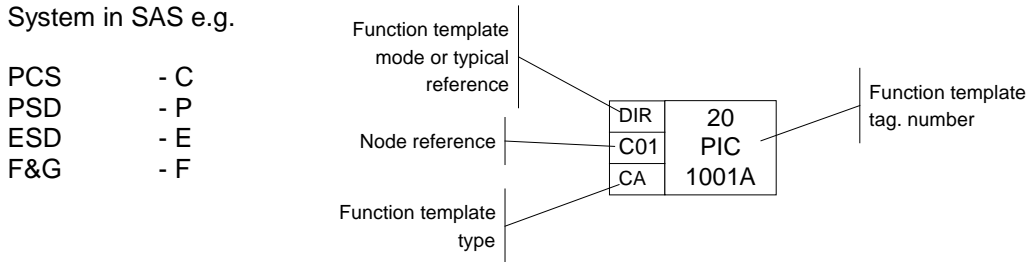 System in SAS e.g.
PCS - C
PSD - P
ESD - E
F&G - F
Function template
mode or typical
reference
Node reference
Function template
type
DIR
C01
CA
20
PIC
1001A
Function template
tag. number